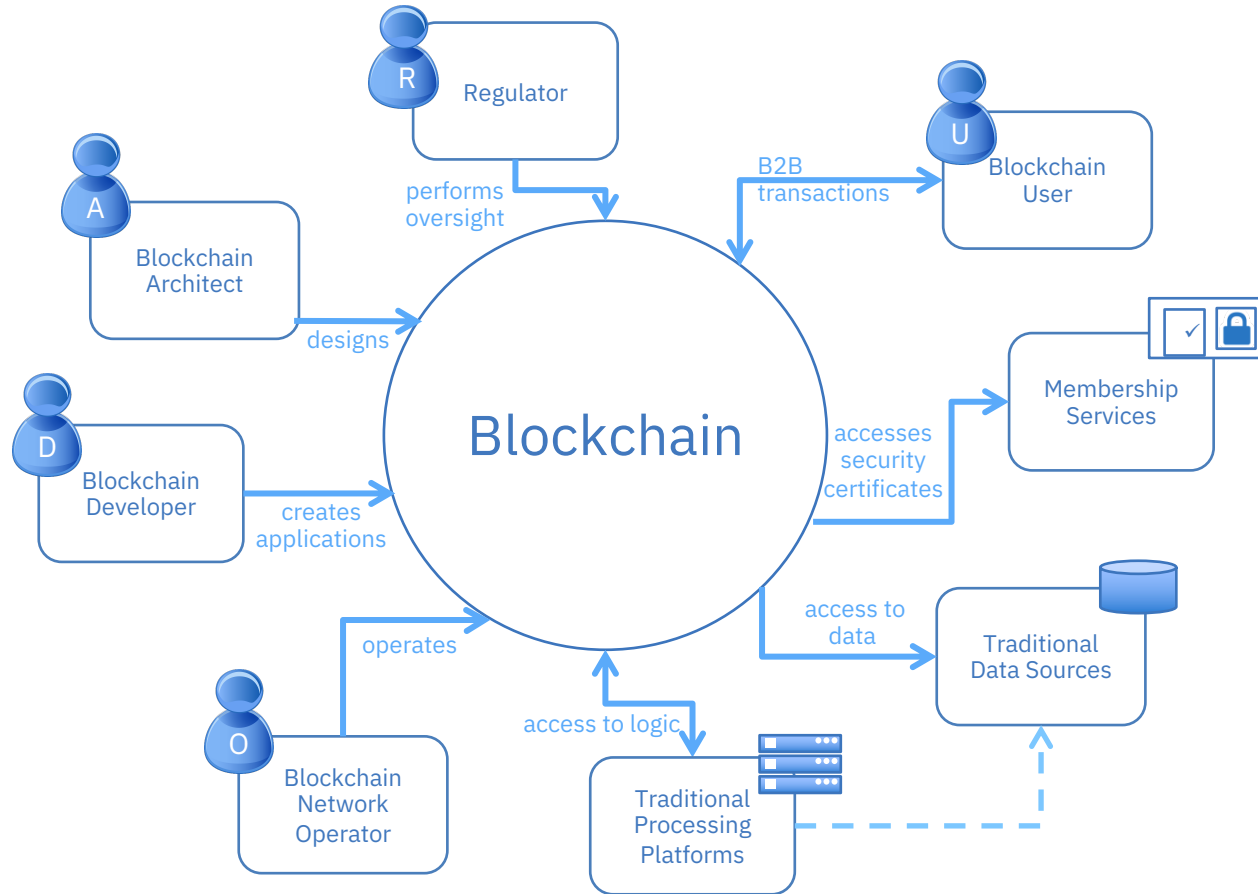 R
Regulator
U
Blockchain
User
B2B
transactions
performs
oversight
A
Blockchain
Architect
designs
✓
Membership
Services
D
Blockchain
Developer
creates
applications
Blockchain
accesses
security
certificates
operates
access to
data
Traditional
Data Sources
O
Blockchain
Network
Operator
access to logic
Traditional
Processing
Platforms